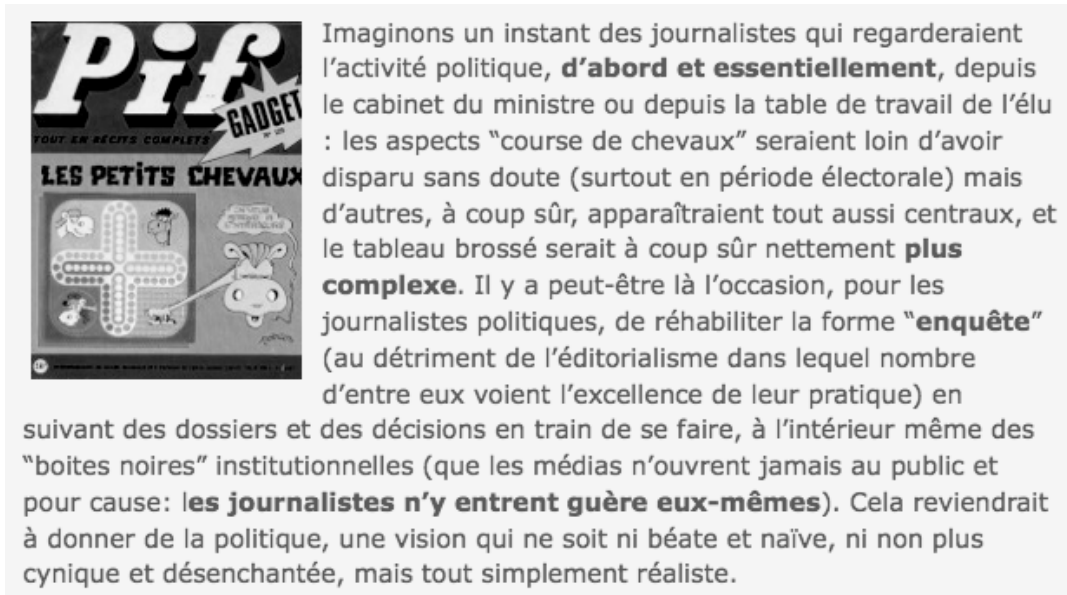 Pif
GADGET
TOUT EN RÉCITS COMPLETS
LES PETITS CHEVAUX
Imaginons un instant des journalistes qui regarderaient
l’activité politique, d’abord et essentiellement, depuis
le cabinet du ministre ou depuis la table de travail de l’élu
: les aspects “course de chevaux” seraient loin d’avoir
disparu sans doute (surtout en période électorale) mais
d’autres, à coup sûr, apparaîtraient tout aussi centraux, et
le tableau brossé serait à coup sûr nettement plus
complexe. Il y a peut-être là l’occasion, pour les
journalistes politiques, de réhabiliter la forme “enquête”
(au détriment de l’éditorialisme dans lequel nombre
d’entre eux voient l’excellence de leur pratique) en
suivant des dossiers et des décisions en train de se faire, à l’intérieur même des
“boites noires” institutionnelles (que les médias n’ouvrent jamais au public et
pour cause: les journalistes n’y entrent guère eux-mêmes). Cela reviendrait
à donner de la politique, une vision qui ne soit ni béate et naïve, ni non plus
cynique et désenchantée, mais tout simplement réaliste.